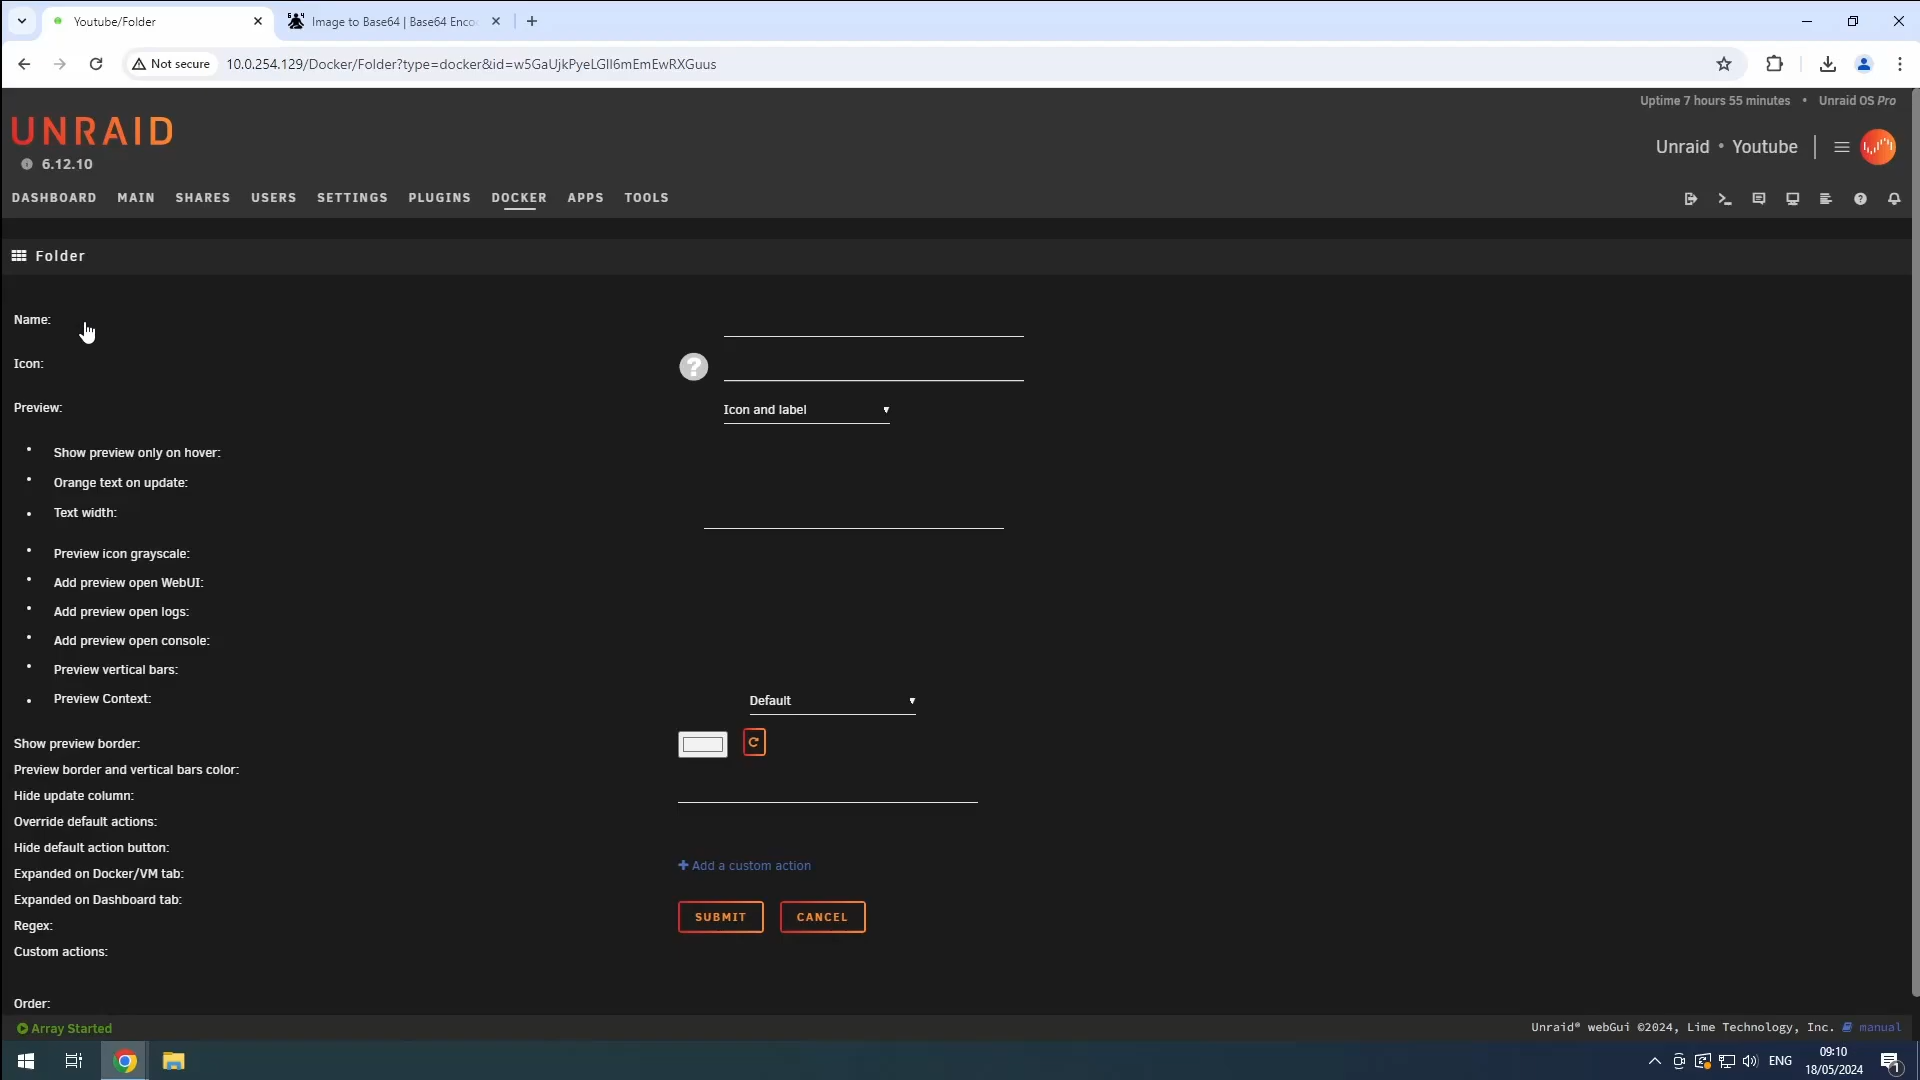 Youtube/Folder
Image to Base64 | Base64 Enco
Not secure
10.0.254.129/Docker/Folder?type=docker&id=w5GaUjkPyeLGlI6mEmEwRXGuus
Uptime 7 hours 55 minutes • Unraid OS Pro
UNRAID
6.12.10
Unraid • Youtube
DASHBOARD MAIN SHARES USERS SETTINGS PLUGINS DOCKER APPS TOOLS
Folder
Name:
Icon:
Preview:
Icon and label
• Show preview only on hover:
• Orange text on update:
• Text width:
• Preview icon grayscale:
• Add preview open WebUI:
• Add preview open logs:
• Add preview open console:
• Preview vertical bars:
• Preview Context:
Default
Show preview border:
Preview border and vertical bars color:
Hide update column:
Override default actions:
Hide default action button:
Add a custom action
Expanded on Docker/VM tab:
Expanded on Dashboard tab:
SUBMIT CANCEL
Regex:
Custom actions:
Order:
Array Started
Unraid® webGui ©2024, Lime Technology, Inc. manual
ENG
09:10
18/05/2024
1